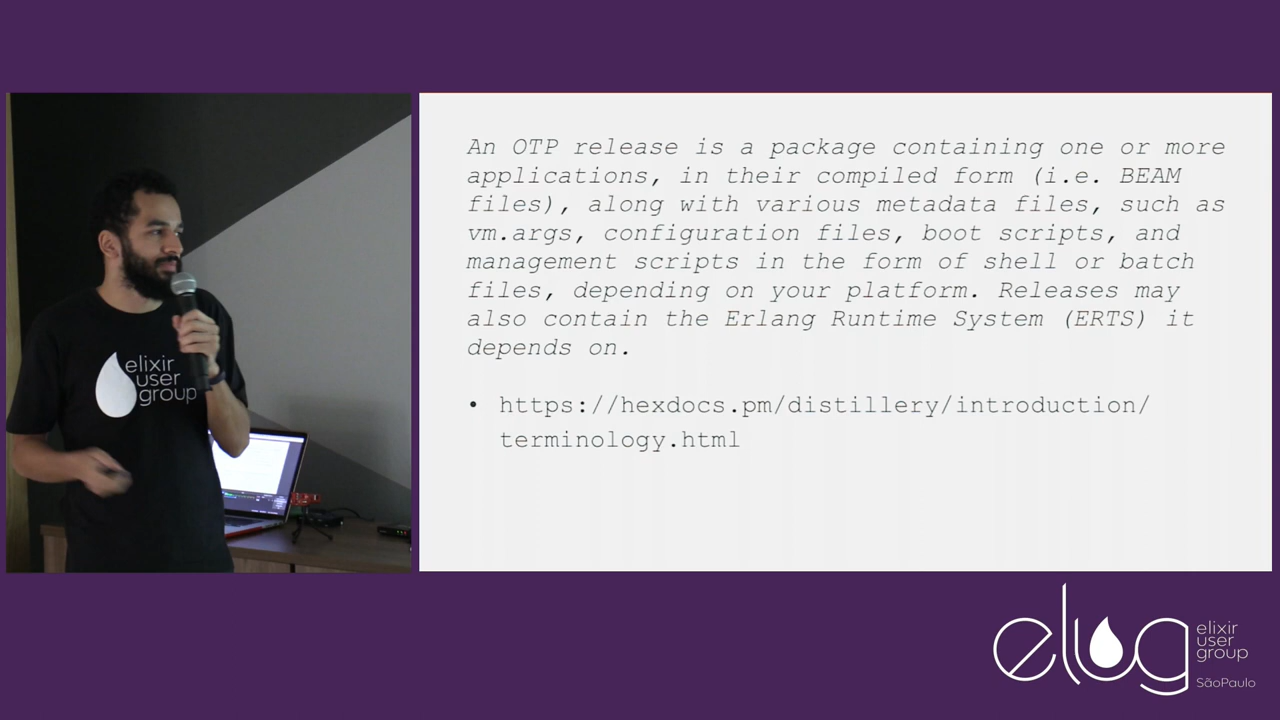 An OTP release is a package containing one or more
applications, in their compiled form (i.e. BEAM
files), along with various metadata files, such as
vm.args, configuration files, boot scripts, and
management scripts in the form of shell or batch
files, depending on your platform. Releases may
also contain the Erlang Runtime System (ERTS) it
depends on.
• https://hexdocs.pm/distillery/introduction/
terminology.html
elixir
user
group
elug
elixir
user
group
SãoPaulo